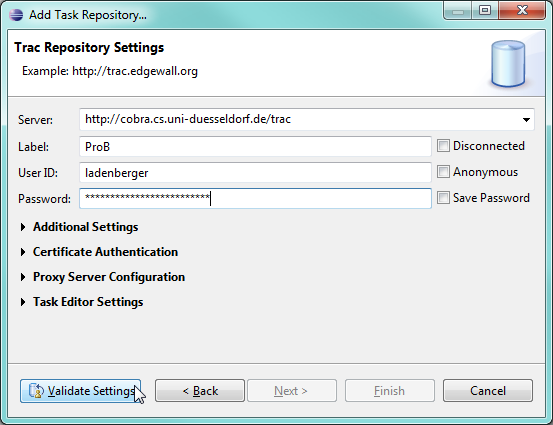 Add Task Repository...
Trac Repository Settings
Example: http://trac.edgewall.org
Server: http://cobra.cs.uni-duesseldorf.de/trac
Label: ProB Disconnected
User ID: ladenberger Anonymous
Password: ************************* Save Password
Additional Settings
Certificate Authentication
Proxy Server Configuration
Task Editor Settings
Validate Settings < Back Next > Finish Cancel